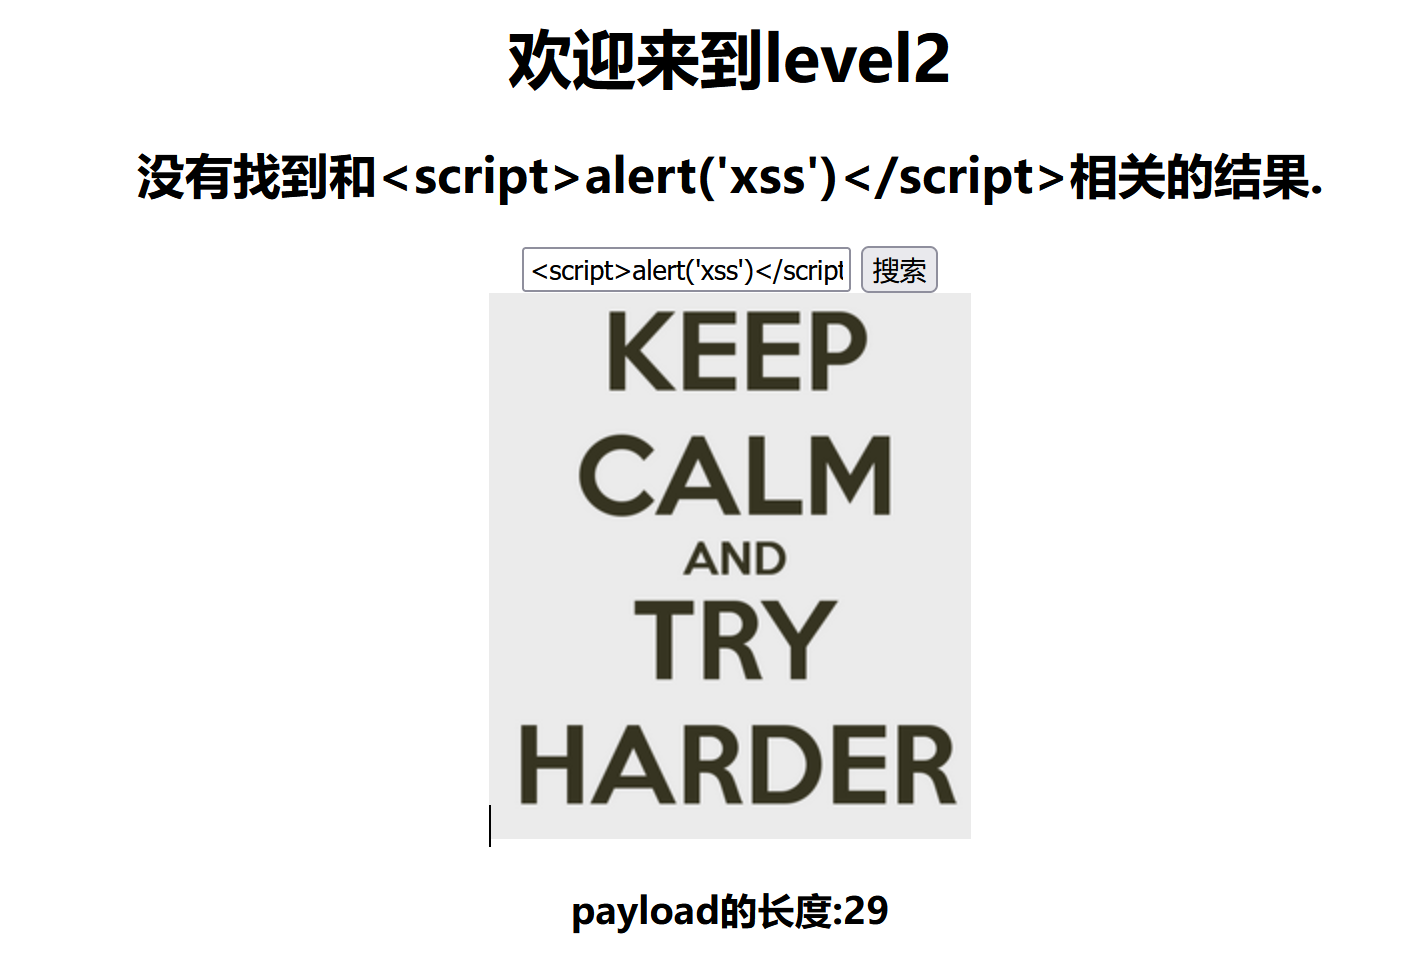 欢迎来到level2
没有找到和<script>alert('xss')</script>相关的结果.
<script>alert('xss')</script 搜索
KEEP
CALM
AND
TRY
HARDER
payload的长度:29